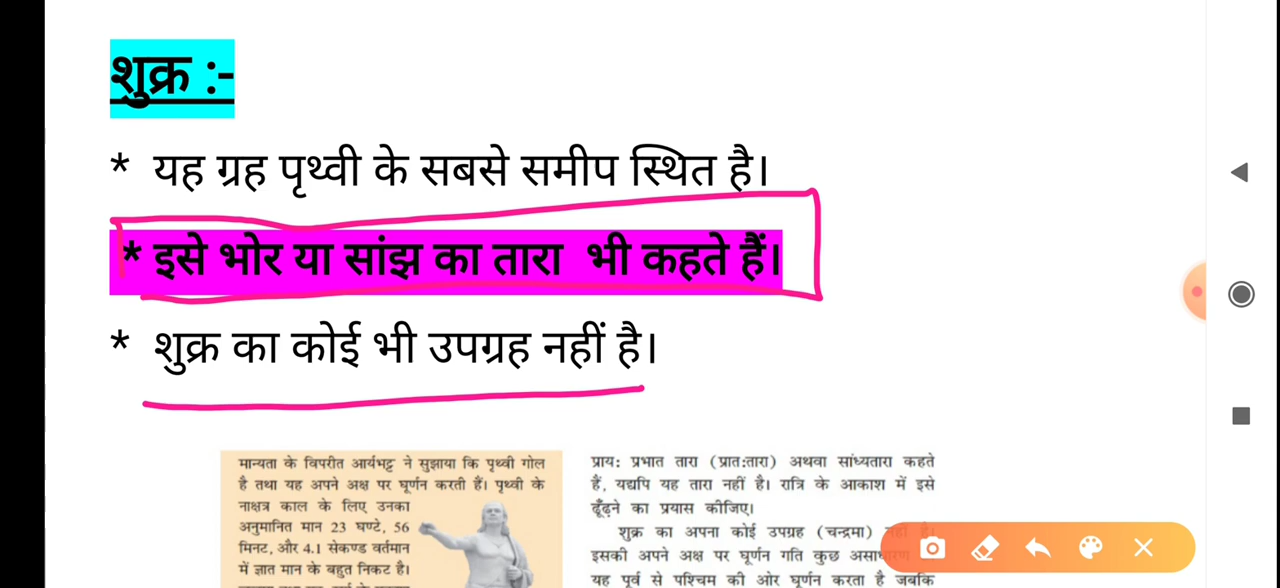 शुक्र :-
* यह ग्रह पृथ्वी के सबसे समीप स्थित है।
* इसे भोर या सांझ का तारा भी कहते हैं।
* शुक्र का कोई भी उपग्रह नहीं है।
मान्यता के विपरीत आर्यभट्ट ने सुझाया कि पृथ्वी गोल
है तथा यह अपने अक्ष पर घूर्णन करती हैं। पृथ्वी के
नाक्षत्र काल के लिए उनका
अनुमानित मान 23 घण्टे, 56
मिनट, और 4.1 सेकण्ड वर्तमान
में ज्ञात मान के बहुत निकट है।
प्राय: प्रभात तारा (प्रात:तारा) अथवा सांध्यतारा कहते
हैं, यद्यपि यह तारा नहीं है। रात्रि के आकाश में इसे
ढूँढ़ने का प्रयास कीजिए।
शुक्र का अपना कोई उपग्रह (चन्द्रमा)
इसकी अपने अक्ष पर घूर्णन गति कुछ
यह पूर्व से पश्चिम की ओर घूर्णन करता है जबकि